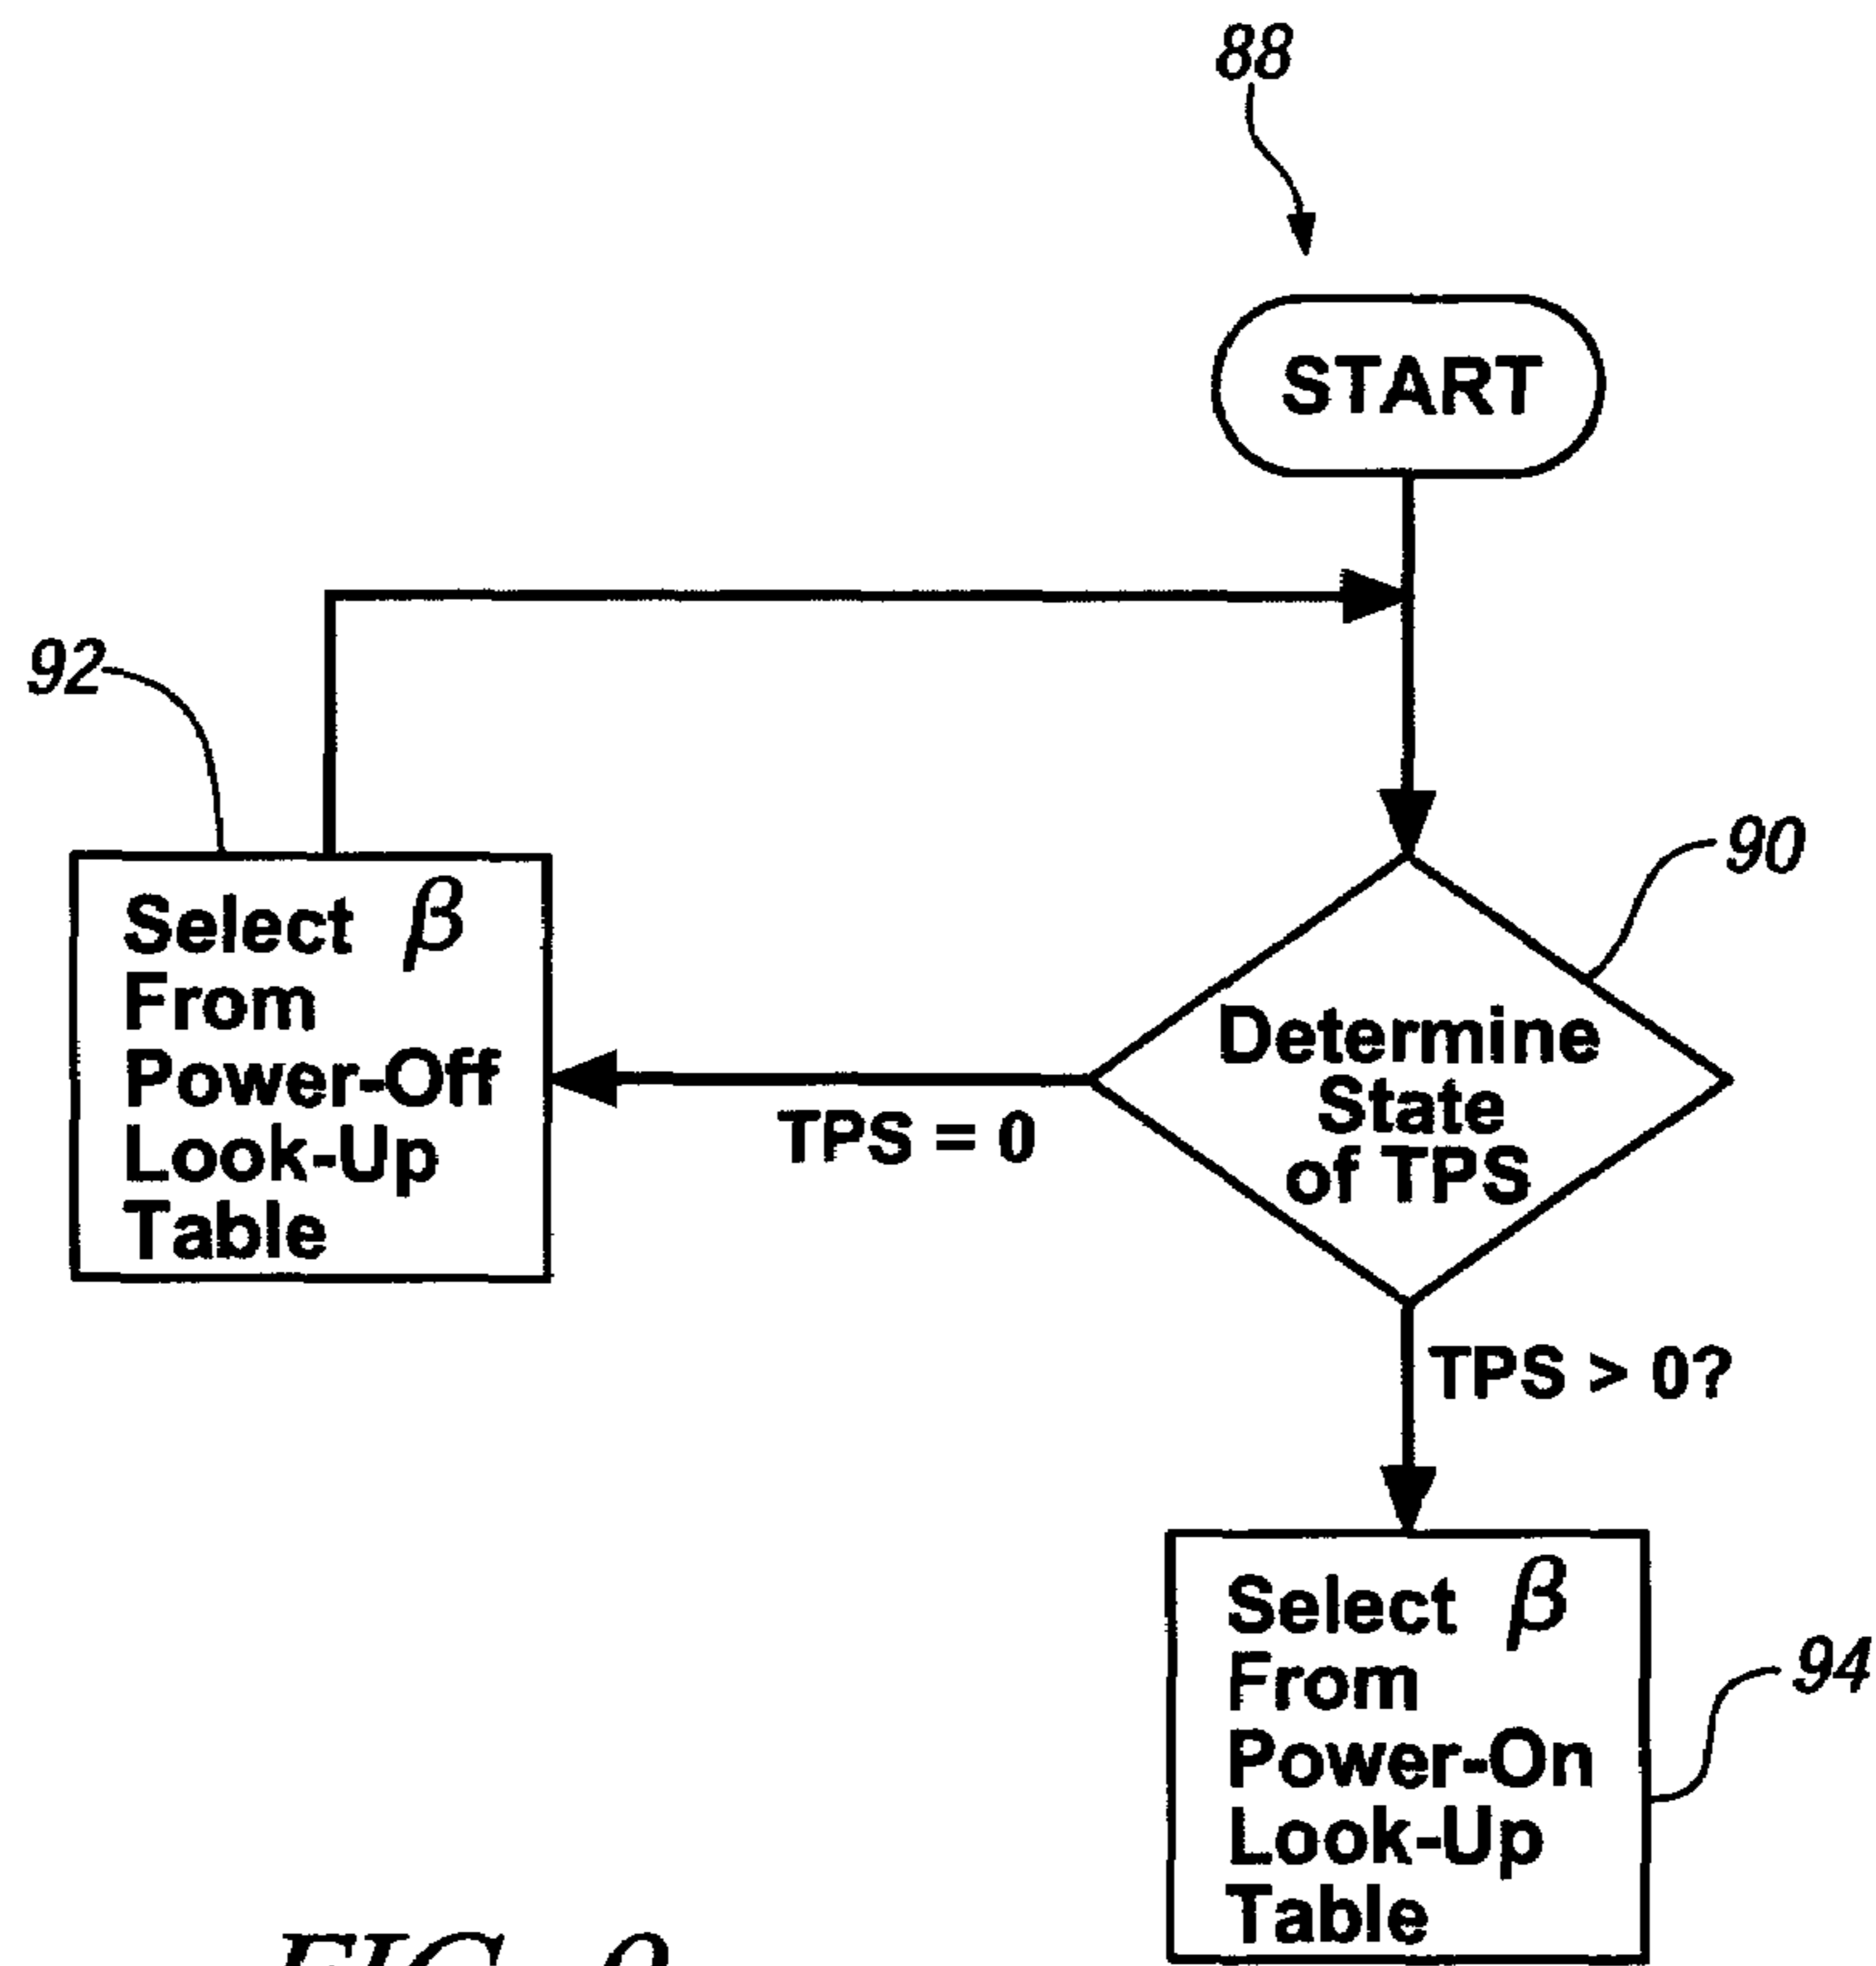 88
START
92
90
Select β
From
Power-Off
Look-Up
Table
Determine
State
of TPS
TPS = 0
TPS > 0?
Select β
From
Power-On
Look-Up
Table
94